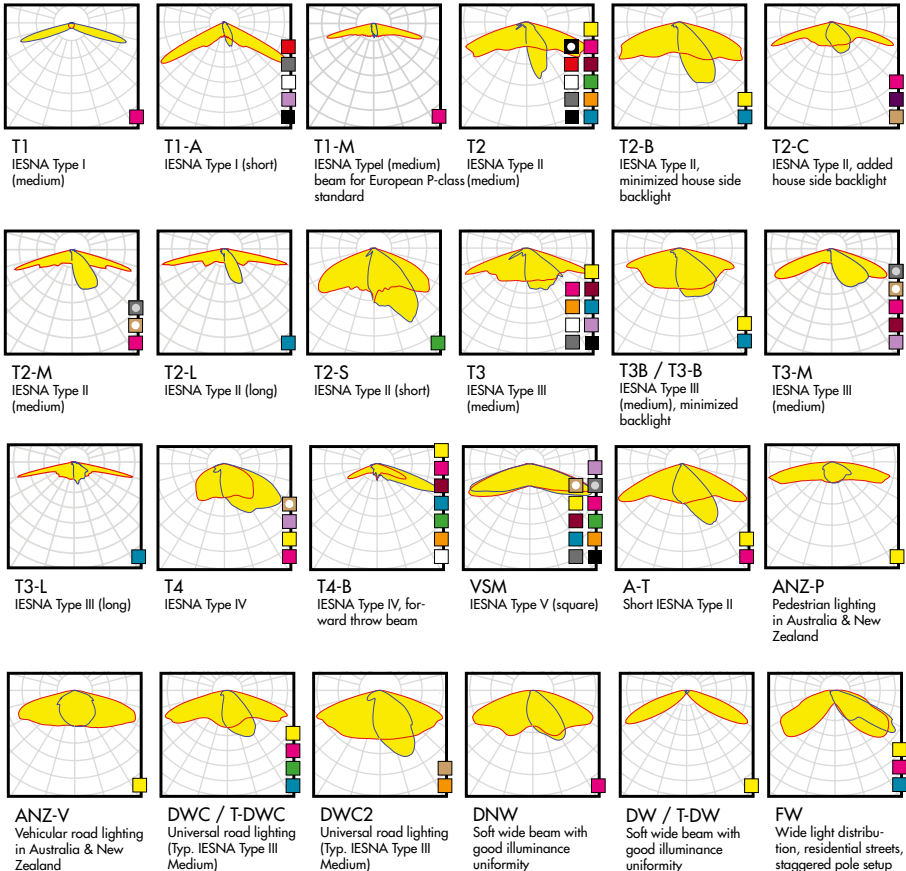 T1
IESNA Type I
(medium)
T1-A
IESNA Type I (short)
T1-M
IESNA TypeI (medium)
beam for European P-class
standard
T2
IESNA Type II
(medium)
T2-B
IESNA Type II,
minimized house side
backlight
T2-C
IESNA Type II, added
house side backlight
T2-M
IESNA Type II
(medium)
T2-L
IESNA Type II (long)
T2-S
IESNA Type II (short)
T3
IESNA Type III
(medium)
T3B / T3-B
IESNA Type III
(medium), minimized
backlight
T3-M
IESNA Type III
(medium)
T3-L
IESNA Type III (long)
T4
IESNA Type IV
T4-B
IESNA Type IV, for-
ward throw beam
VSM
IESNA Type V (square)
A-T
Short IESNA Type II
ANZ-P
Pedestrian lighting
in Australia & New
Zealand
ANZ-V
Vehicular road lighting
in Australia & New
Zealand
DWC / T-DWC
Universal road lighting
(Typ. IESNA Type III
Medium)
DWC2
Universal road lighting
(Typ. IESNA Type III
Medium)
DNW
Soft wide beam with
good illuminance
uniformity
DW / T-DW
Soft wide beam with
good illuminance
uniformity
FW
Wide light distribu-
tion, residential streets,
staggered pole setup